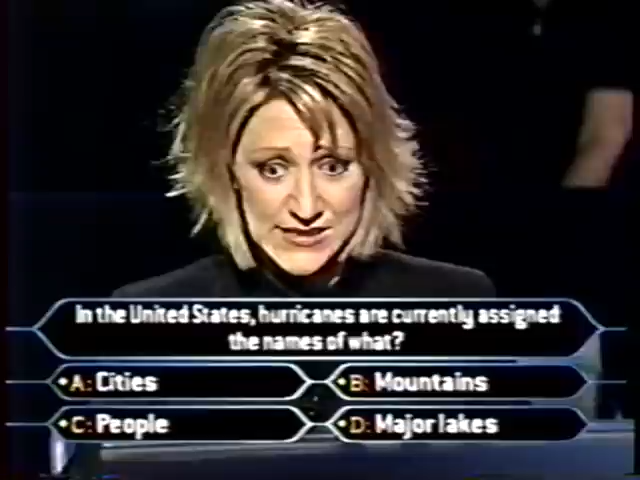 In the United States, hurricanes are currently assigned
the names of what?
A: Cities
B: Mountains
C: People
D: Major lakes